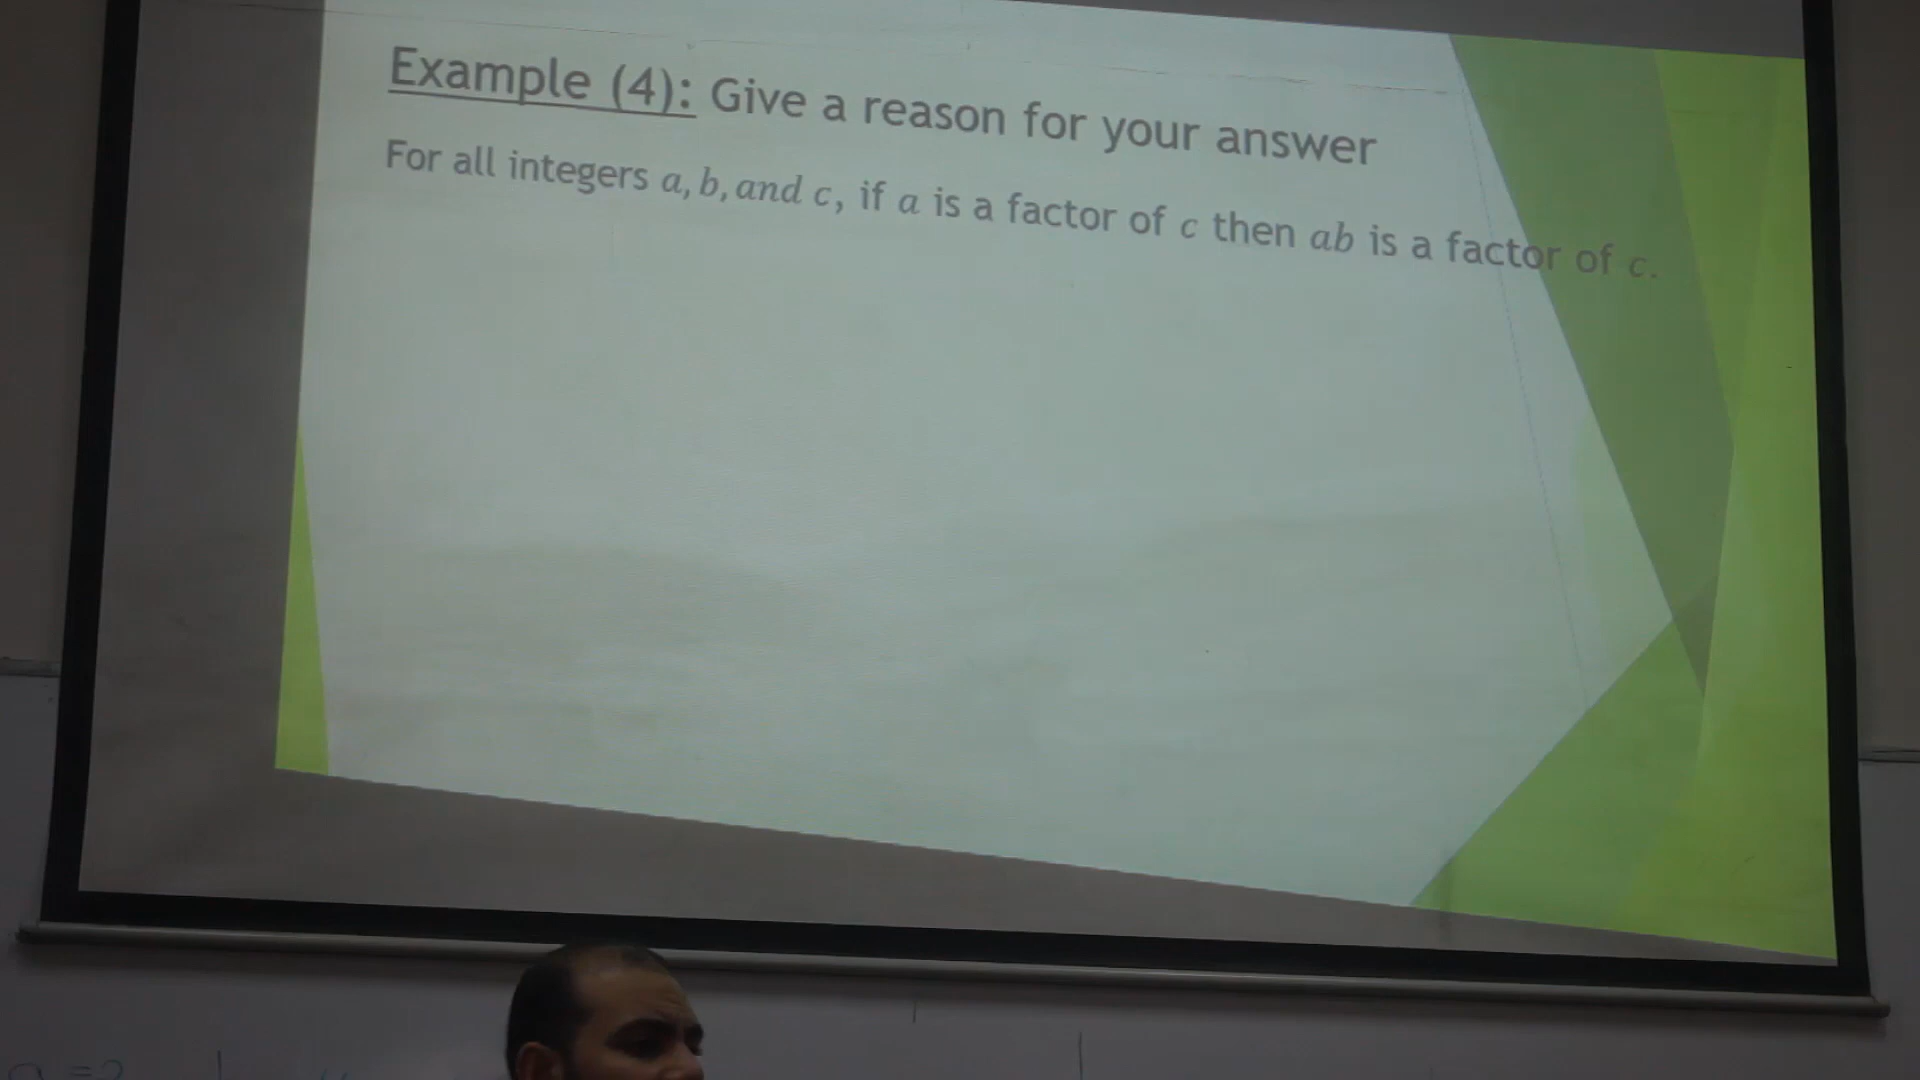 Example (4): Give a reason for your answer
For all integers a, b, and c, if a is a factor of c then ab is a factor of c.